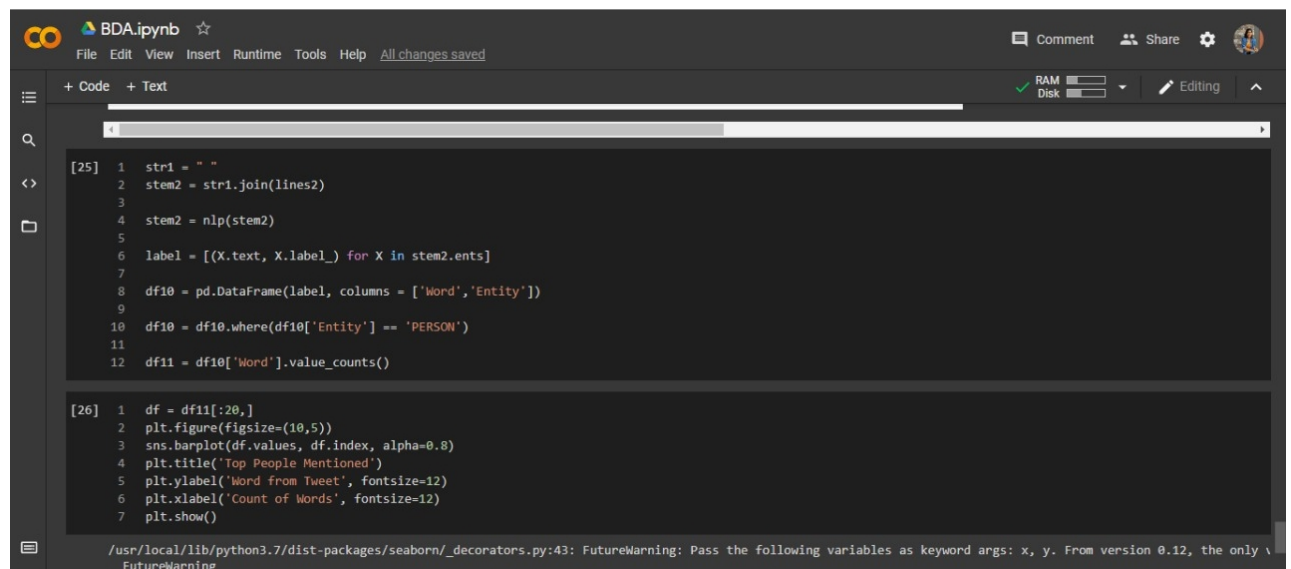 BDA.ipynb
File Edit View Insert Runtime Tools Help All changes saved
Comment Share
+ Code + Text
RAM
Disk
Editing
[25] 1 str1 = " "
2 stem2 = str1.join(lines2)
3
4 stem2 = nlp(stem2)
5
6 label = [(X.text, X.label_) for X in stem2.ents]
7
8 df10 = pd.DataFrame(label, columns = ['Word','Entity'])
9
10 df10 = df10.where(df10['Entity'] == 'PERSON')
11
12 df11 = df10['Word'].value_counts()
[26] 1 df = df11[:20,]
2 plt.figure(figsize=(10,5))
3 sns.barplot(df.values, df.index, alpha=0.8)
4 plt.title('Top People Mentioned')
5 plt.ylabel('Word from Tweet', fontsize=12)
6 plt.xlabel('Count of Words', fontsize=12)
7 plt.show()
/usr/local/lib/python3.7/dist-packages/seaborn/_decorators.py:43: FutureWarning: Pass the following variables as keyword args: x, y. From version 0.12, the only
FutureWarning